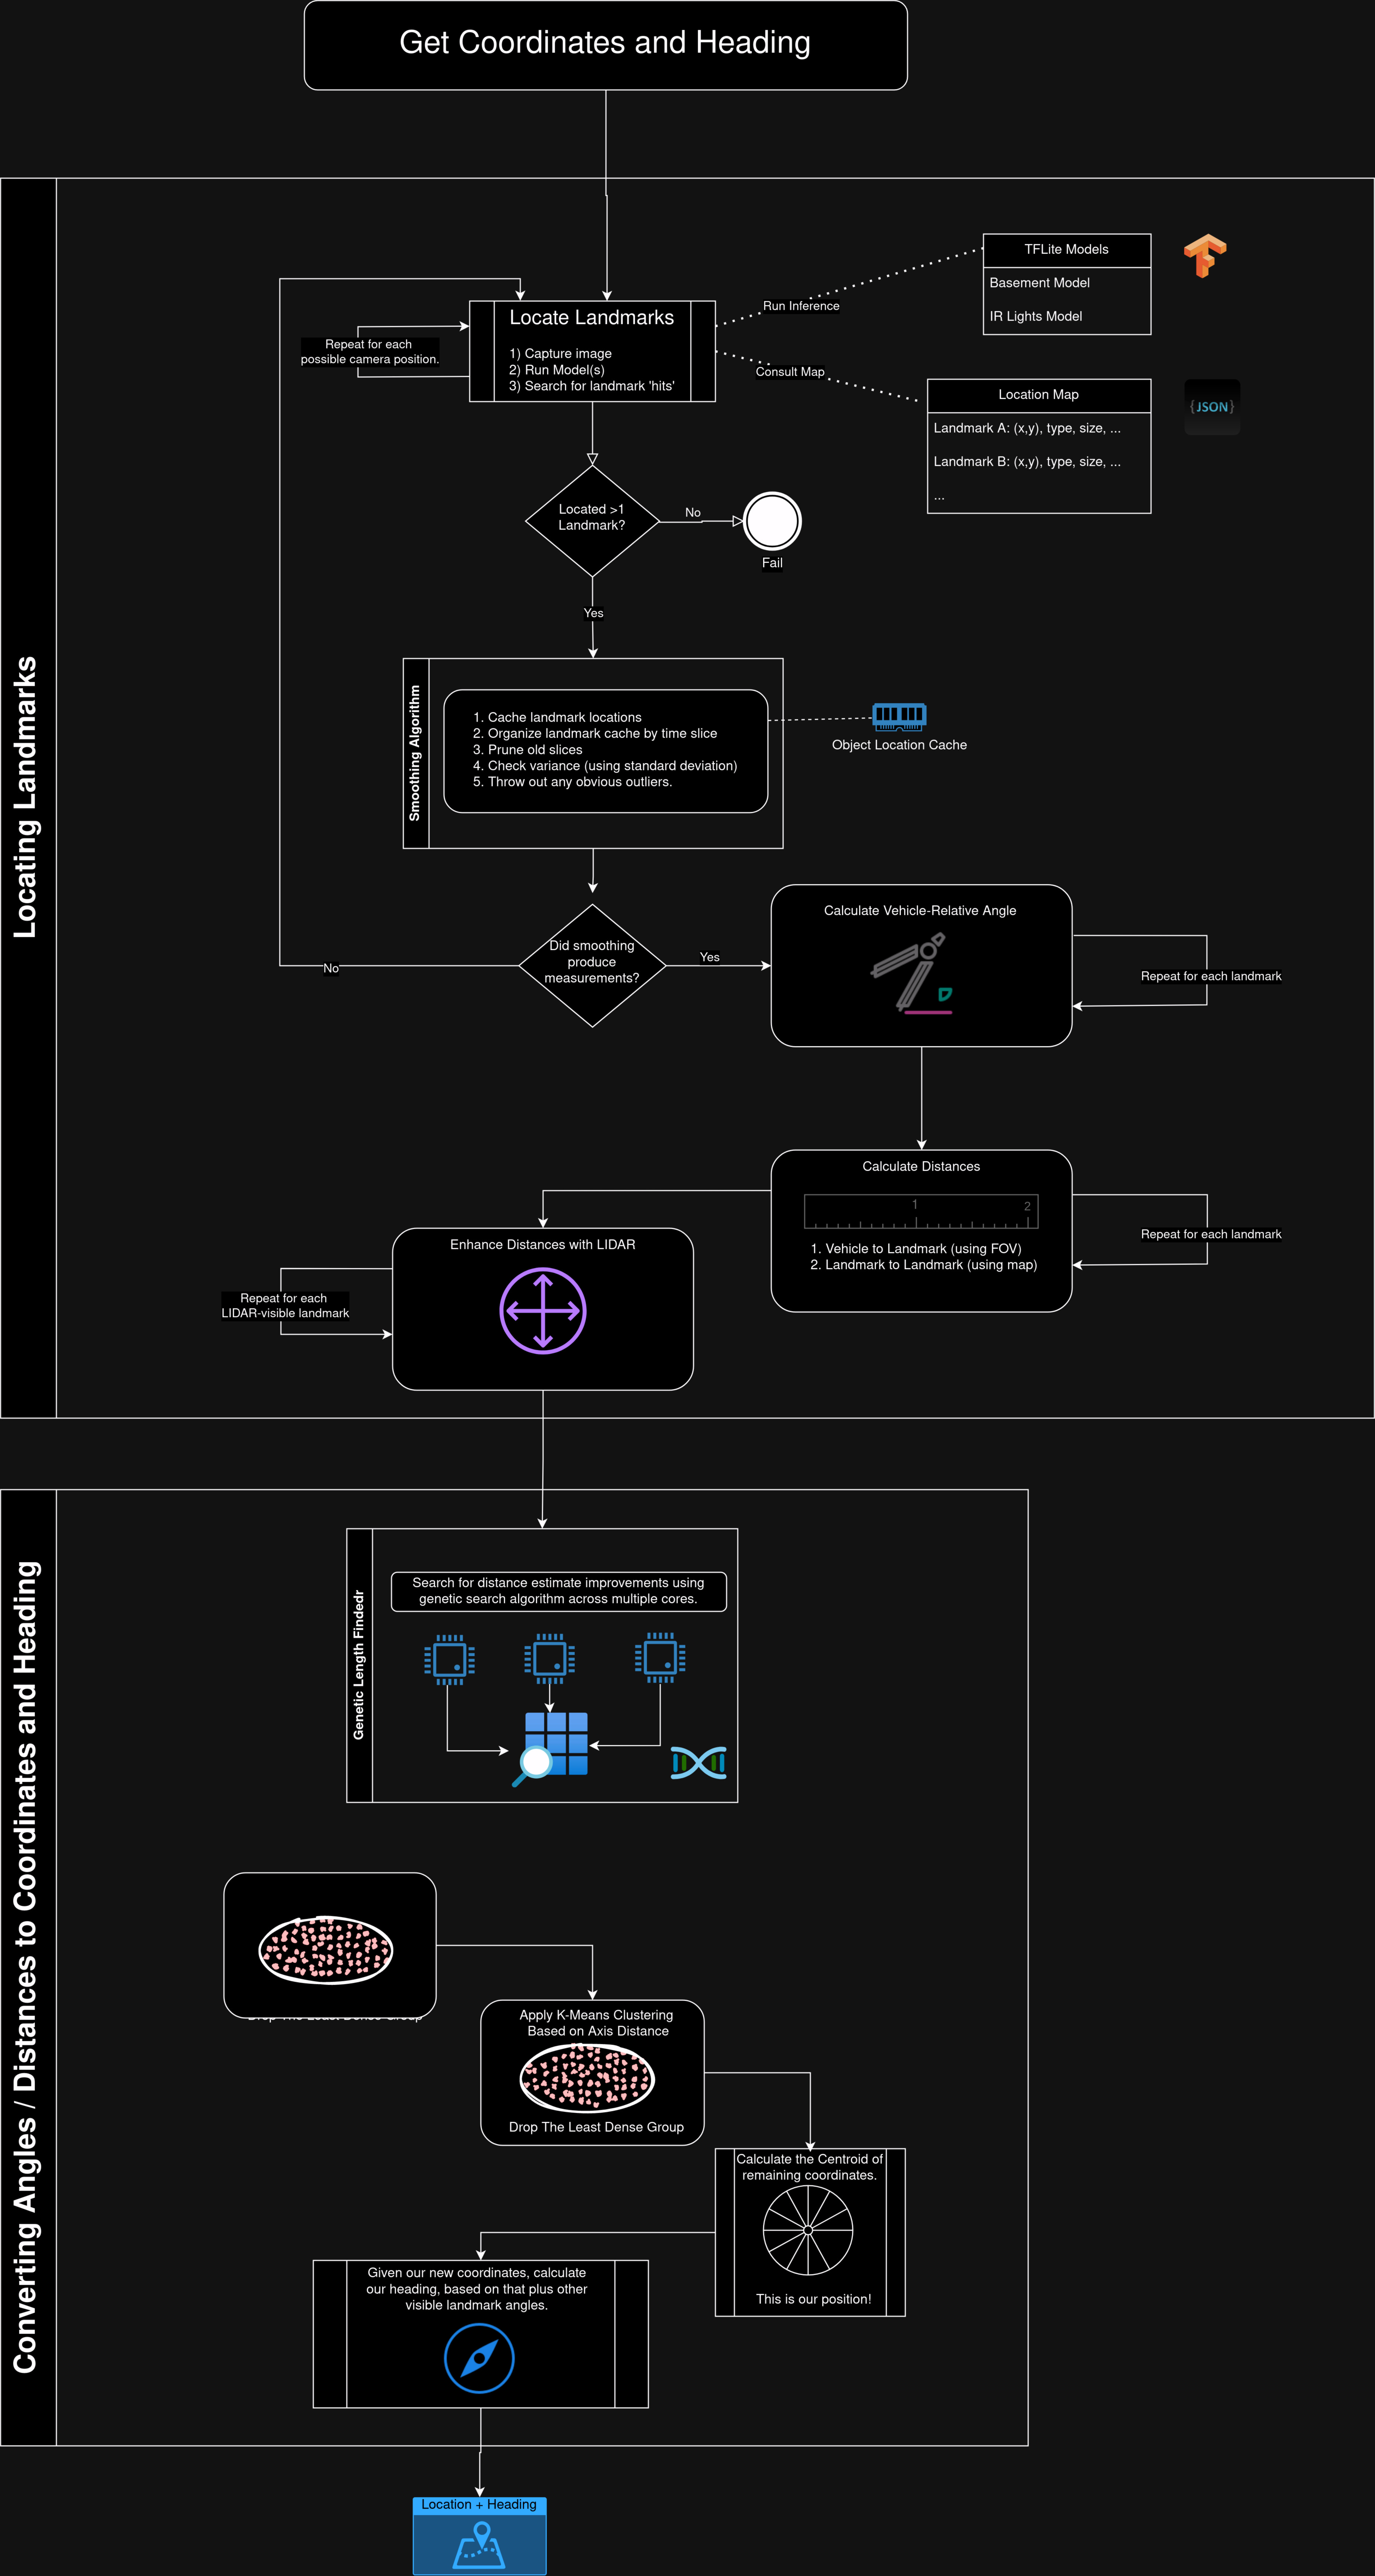 Get Coordinates and Heading
Locating Landmarks
TFLite Models
Basement Model
IR Lights Model
Run Inference
Locate Landmarks
1) Capture image
2) Run Model(s)
3) Search for landmark 'hits'
Repeat for each
possible camera position.
Consult Map
Location Map
{JSON}
Landmark A: (x,y), type, size, ...
Landmark B: (x,y), type, size, ...
...
Located >1
Landmark?
No
Fail
Yes
Smoothing Algorithm
1. Cache landmark locations
2. Organize landmark cache by time slice
3. Prune old slices
4. Check variance (using standard deviation)
5. Throw out any obvious outliers.
Object Location Cache
Did smoothing
produce
measurements?
No
Yes
Calculate Vehicle-Relative Angle
Repeat for each landmark
Calculate Distances
1
2
1. Vehicle to Landmark (using FOV)
2. Landmark to Landmark (using map)
Repeat for each landmark
Enhance Distances with LIDAR
Repeat for each
LIDAR-visible landmark
Converting Angles / Distances to Coordinates and Heading
Genetic Length Findedr
Search for distance estimate improvements using
genetic search algorithm across multiple cores.
Drop The Least Dense Group
Apply K-Means Clustering
Based on Axis Distance
Drop The Least Dense Group
Calculate the Centroid of
remaining coordinates.
This is our position!
Given our new coordinates, calculate
our heading, based on that plus other
visible landmark angles.
Location + Heading